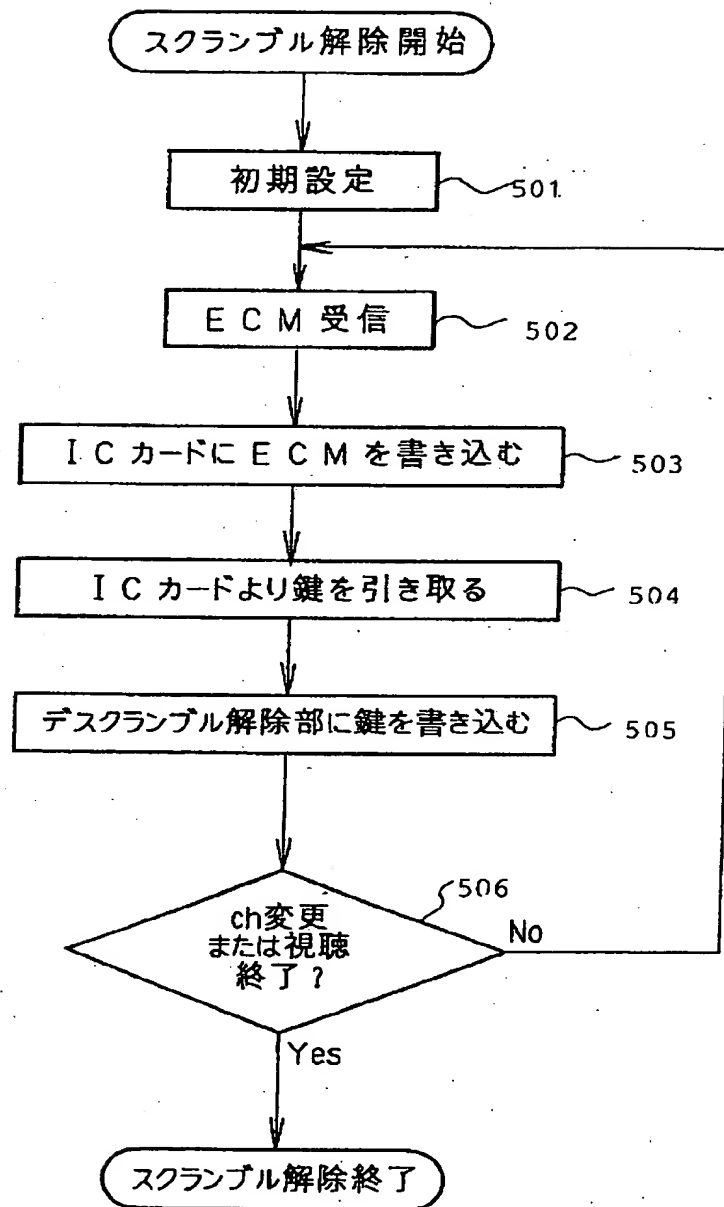 スクランブル解除開始
初期設定
501
ECM受信
502
ICカードにECMを書き込む
503
ICカードより鍵を引き取る
504
デスクランブル解除部に鍵を書き込む
505
506
ch変更
または視聴
終了?
No
Yes
スクランブル解除終了